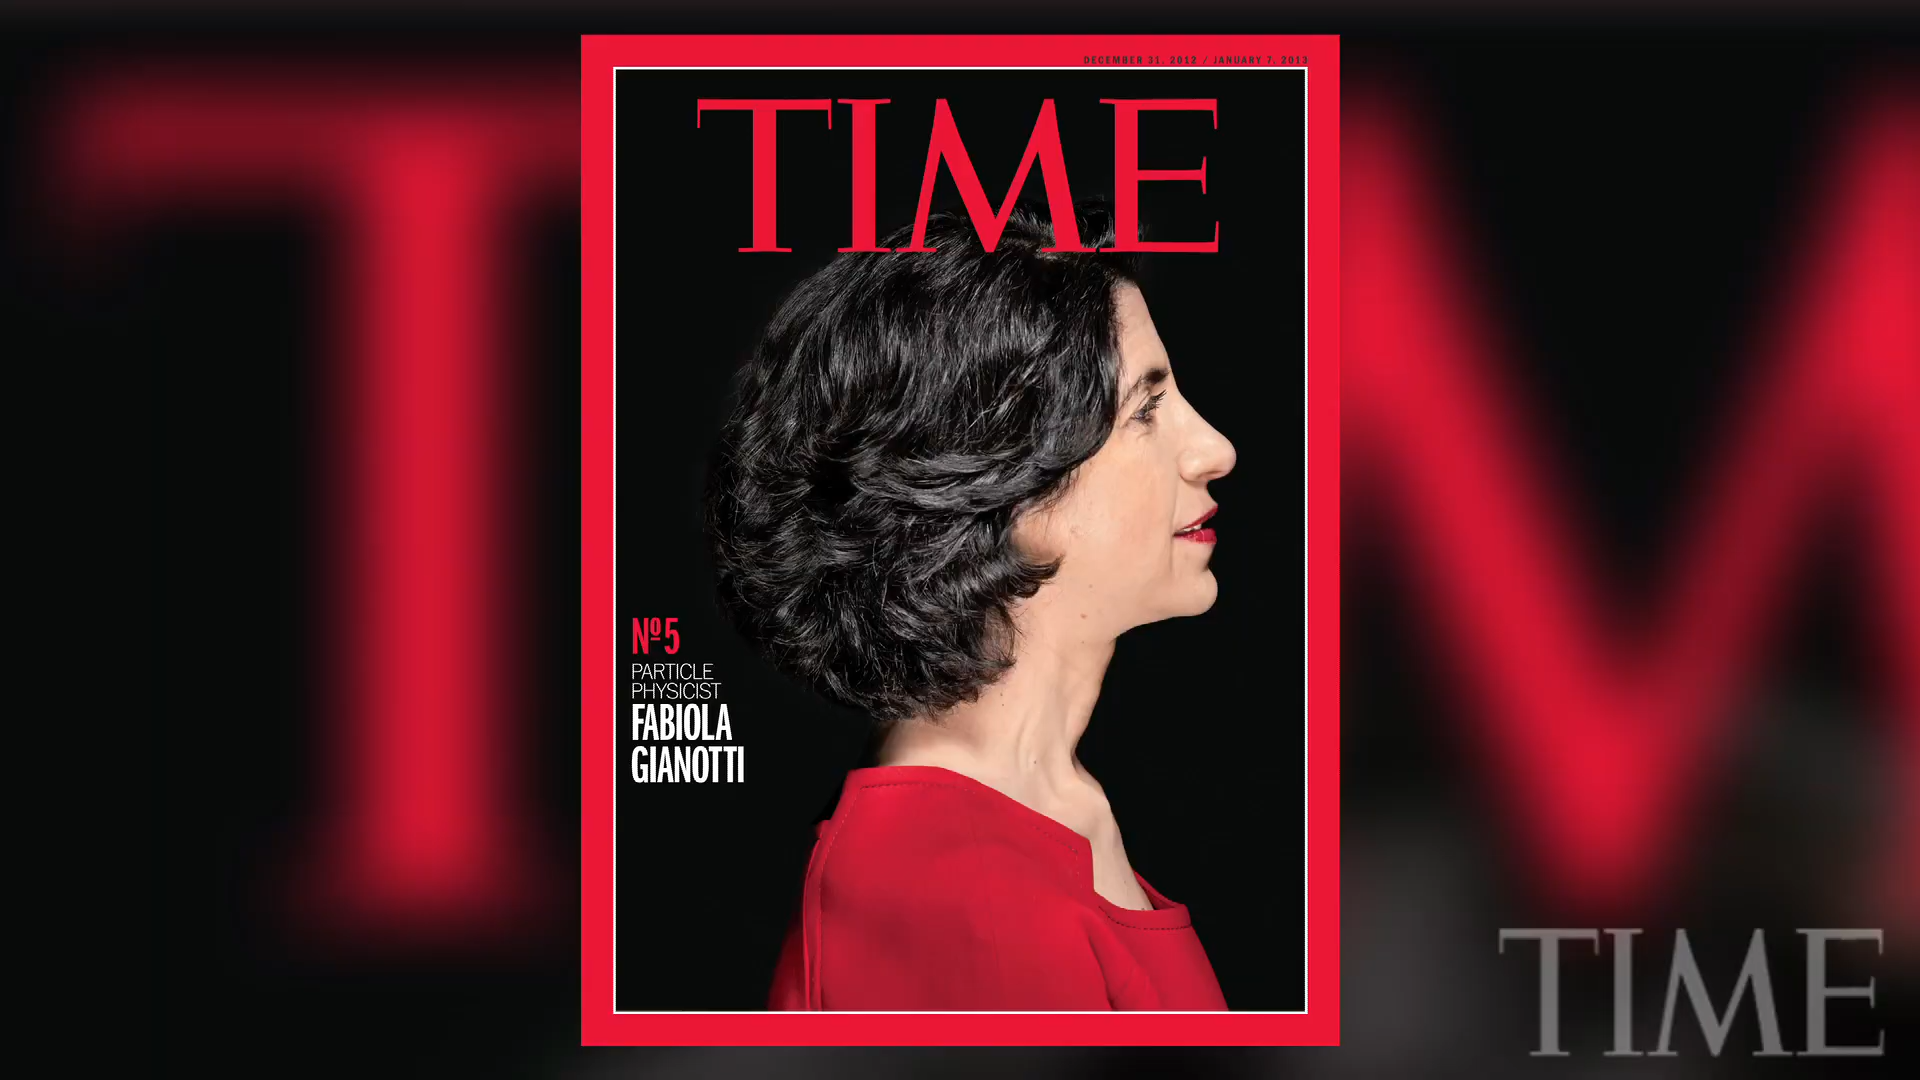 DECEMBER 31, 2012 / JANUARY 7, 2013
TIME
Nº5
PARTICLE
PHYSICIST
FABIOLA
GIANOTTI
TIME